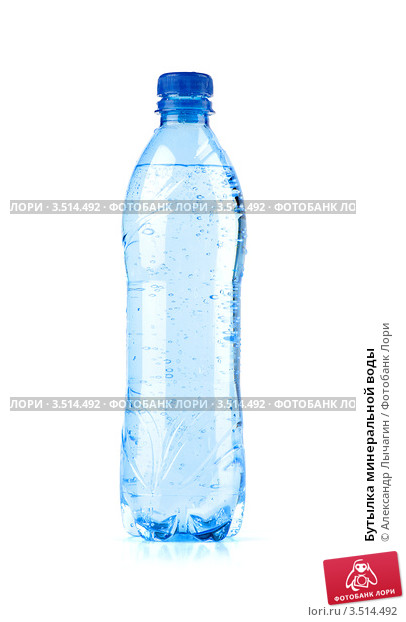 ЛОРИ · 3.514.492 · ФОТОБАНК ЛОРИ · 3.514.492 · ФОТОБАНК ЛО
ЛОРИ · 3.514.492 · ФОТОБАНК ЛОРИ · 3.514.492 · ФОТОБАНК ЛО
Бутылка минеральной воды
© Александр Лычагин / Фотобанк Лори
ФОТОБАНК ЛОРИ
lori.ru / 3.514.492